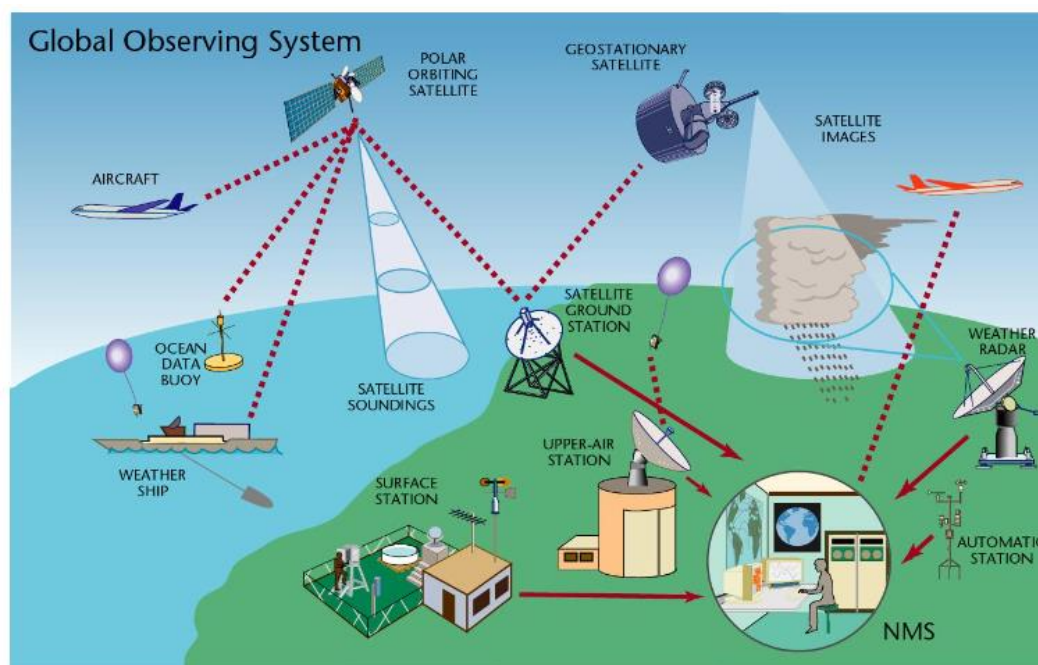 Global Observing System
POLAR
ORBITING
SATELLITE
GEOSTATIONARY
SATELLITE
SATELLITE
IMAGES
AIRCRAFT
OCEAN
DATA
BUOY
SATELLITE
SOUNDINGS
SATELLITE
GROUND
STATION
WEATHER
RADAR
WEATHER
SHIP
UPPER-AIR
STATION
SURFACE
STATION
AUTOMATIC
STATION
NMS